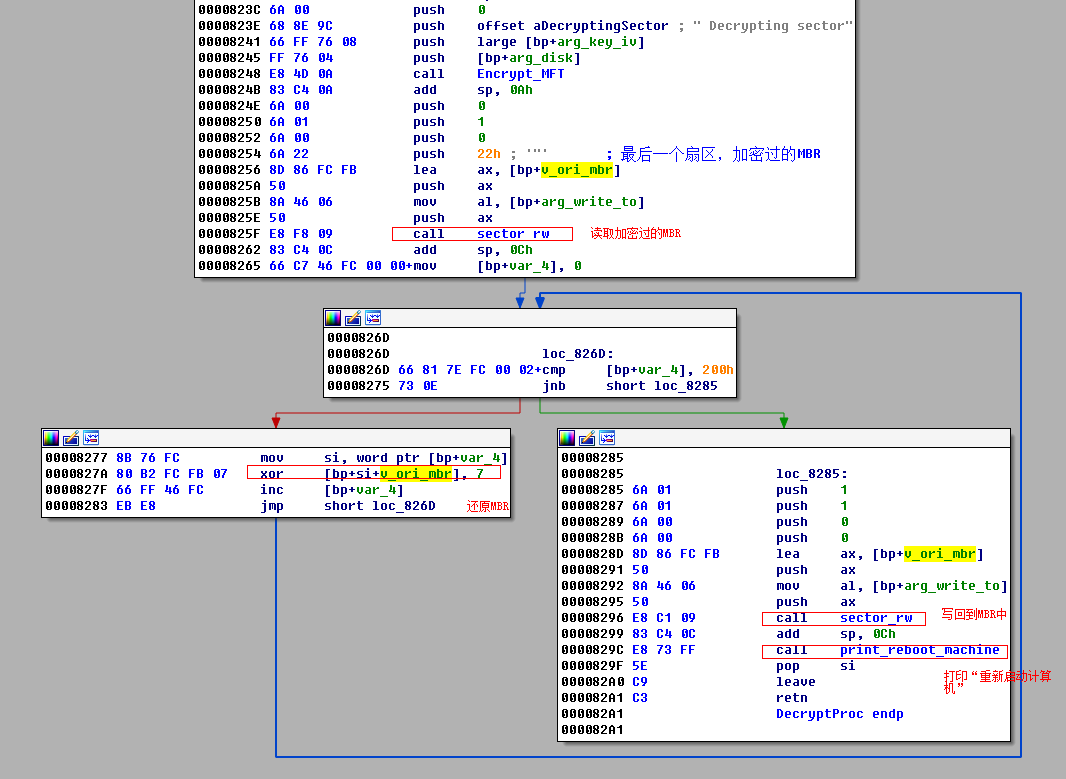 0000823C 6A 00 push 0
0000823E 68 8E 9C push offset aDecryptingSector ; " Decrypting sector"
00008241 66 FF 76 08 push large [bp+arg_key_iv]
00008245 FF 76 04 push [bp+arg_disk]
00008248 E8 4D 0A call Encrypt_MFT
0000824B 83 C4 0A add sp, 0Ah
0000824E 6A 00 push 0
00008250 6A 01 push 1
00008252 6A 00 push 0
00008254 6A 22 push 22h ; '"' ; 最后一个扇区，加密过的MBR
00008256 8D 86 FC FB lea ax, [bp+v_ori_mbr]
0000825A 50 push ax
0000825B 8A 46 06 mov al, [bp+arg_write_to]
0000825E 50 push ax
0000825F E8 F8 09 call sector_rw 读取加密过的MBR
00008262 83 C4 0C add sp, 0Ch
00008265 66 C7 46 FC 00 00+mov [bp+var_4], 0
0000826D
0000826D loc_826D:
0000826D 66 81 7E FC 00 02+cmp [bp+var_4], 200h
00008275 73 0E jnb short loc_8285
00008277 8B 76 FC mov si, word ptr [bp+var_4]
0000827A 80 B2 FC FB 07 xor [bp+si+v_ori_mbr], 7
0000827F 66 FF 46 FC inc [bp+var_4]
00008283 EB E8 jmp short loc_826D 还原MBR
00008285
00008285 loc_8285:
00008285 6A 01 push 1
00008287 6A 01 push 1
00008289 6A 00 push 0
0000828B 6A 00 push 0
0000828D 8D 86 FC FB lea ax, [bp+v_ori_mbr]
00008291 50 push ax
00008292 8A 46 06 mov al, [bp+arg_write_to]
00008295 50 push ax
00008296 E8 C1 09 call sector_rw 写回到MBR中
00008299 83 C4 0C add sp, 0Ch
0000829C E8 73 FF call print_reboot_machine
0000829F 5E pop si
000082A0 C9 leave
000082A1 C3 retn
000082A1 DecryptProc endp
000082A1
打印“重新启动计算
机”